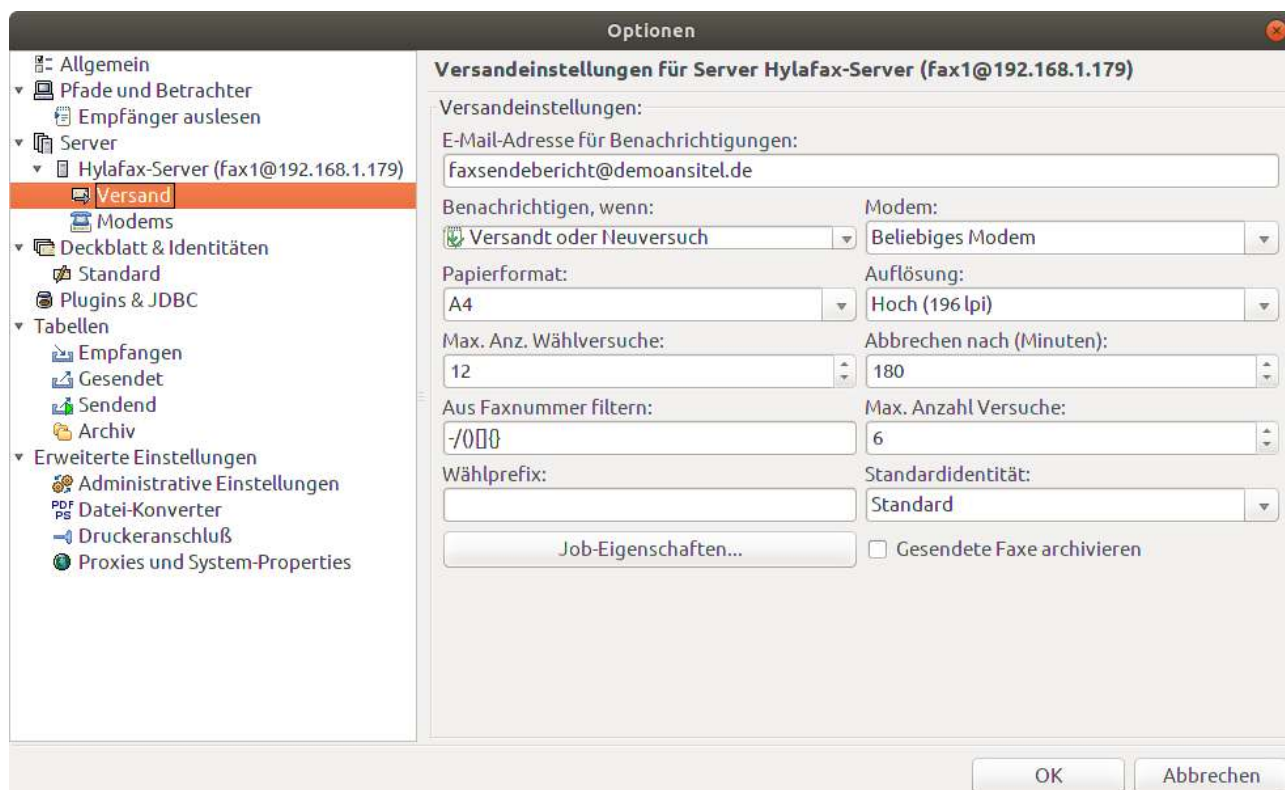 Optionen
Allgemein
Pfade und Betrachter
Empfänger auslesen
Server
Hylafax-Server (fax1@192.168.1.179)
Versand
Modems
Deckblatt & Identitäten
Standard
Plugins & JDBC
Tabellen
Empfangen
Gesendet
Sendend
Archiv
Erweiterte Einstellungen
Administrative Einstellungen
PDF PS Datei-Konverter
Druckeranschluß
Proxies und System-Properties
Versandeinstellungen für Server Hylafax-Server (fax1@192.168.1.179)
Versandeinstellungen:
E-Mail-Adresse für Benachrichtigungen:
faxsendebericht@demoansitel.de
Benachrichtigen, wenn: Modem:
Versandt oder Neuversuch Beliebiges Modem
Papierformat: Auflösung:
A4 Hoch (196 lpi)
Max. Anz. Wählversuche: Abbrechen nach (Minuten):
12 180
Aus Faxnummer filtern: Max. Anzahl Versuche:
-/()[]{} 6
Wählprefix: Standardidentität:
Standard
Job-Eigenschaften... Gesendete Faxe archivieren
OK Abbrechen